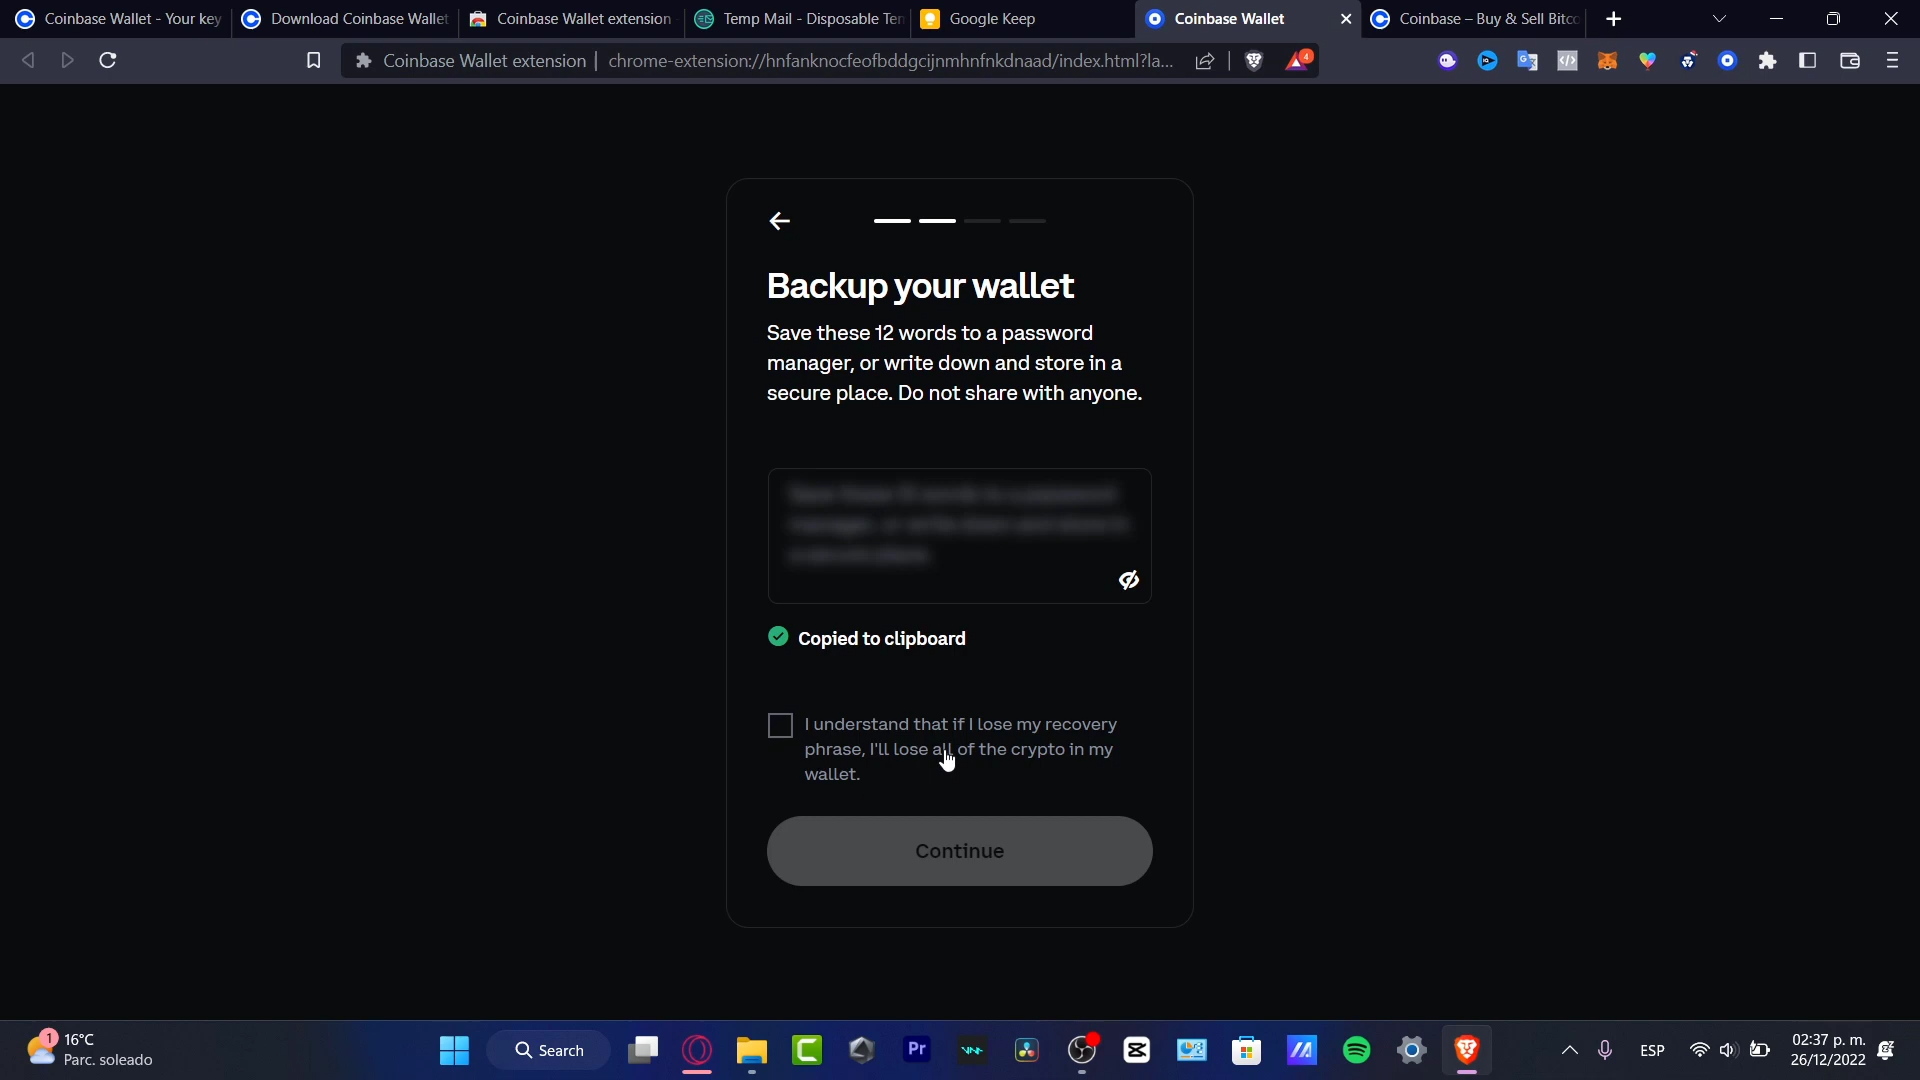 Coinbase Wallet - Your key
Download Coinbase Wallet
Coinbase Wallet extension
Temp Mail - Disposable Ten
Google Keep
Coinbase Wallet
Coinbase – Buy & Sell Bitco
Coinbase Wallet extension | chrome-extension://hnfanknocfeofbddgcijnmhnfnkdnaad/index.html?la...
4
Backup your wallet
Save these 12 words to a password
manager, or write down and store in a
secure place. Do not share with anyone.
Copied to clipboard
I understand that if I lose my recovery
phrase, I'll lose all of the crypto in my
wallet.
Continue
1
16°C
Parc. soleado
Search
Pr
ESP
02:37 p. m.
26/12/2022